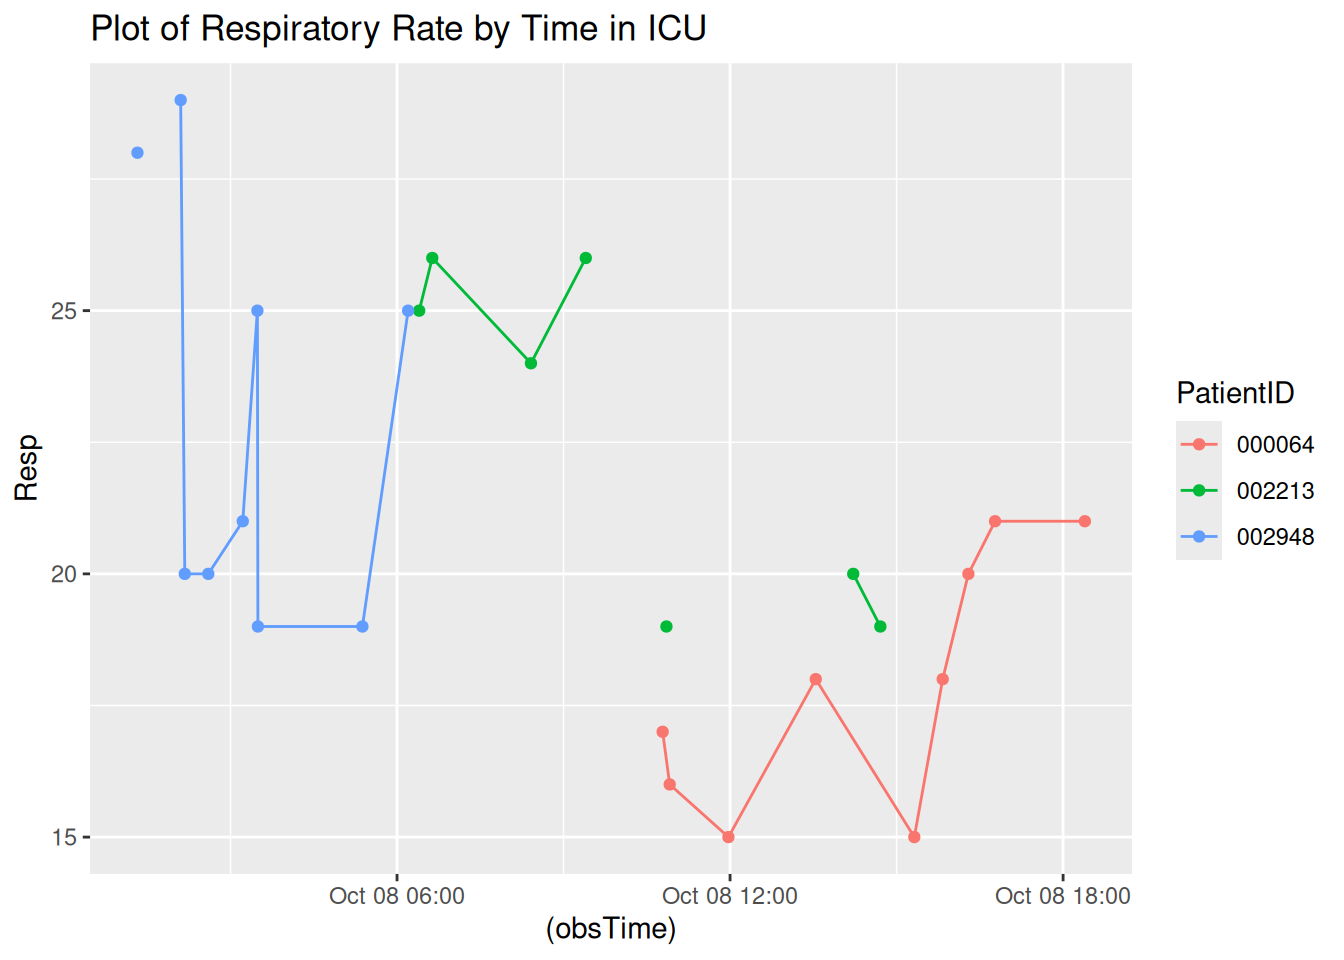 Plot of Respiratory Rate by Time in ICU
Resp
25
20
15
Oct 08 06:00
Oct 08 12:00
Oct 08 18:00
(obsTime)
PatientID
000064
002213
002948